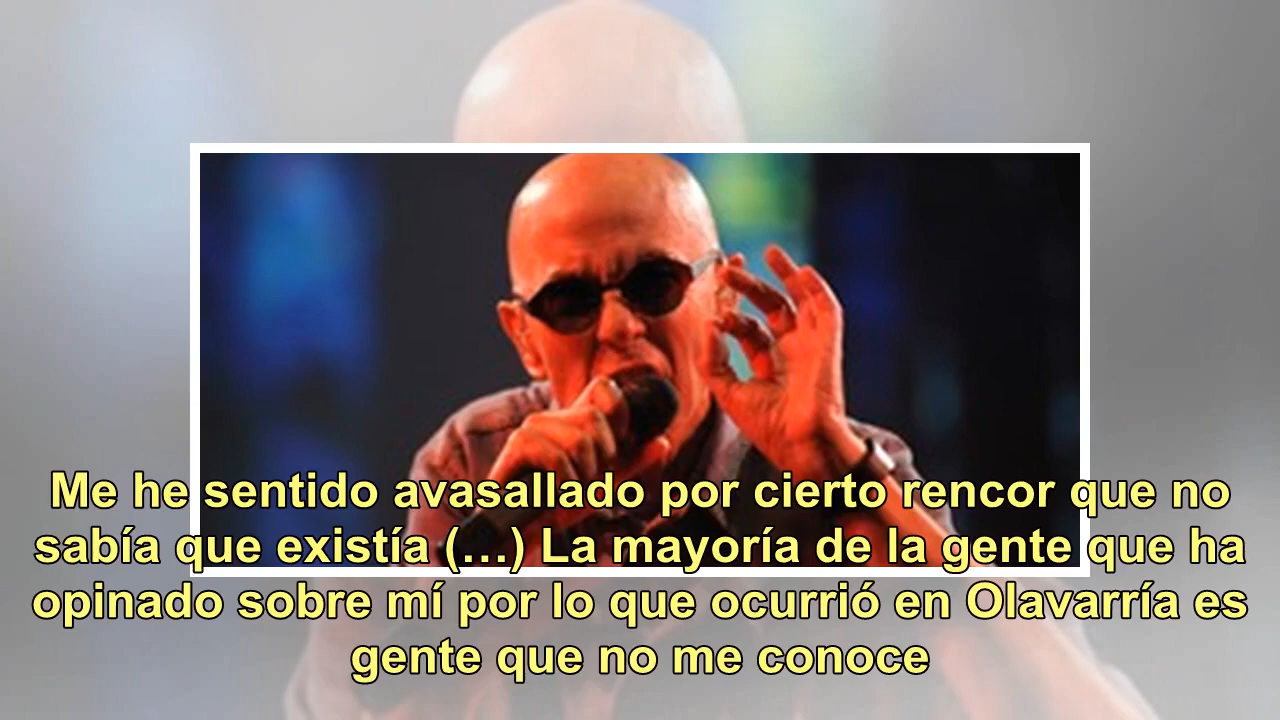 Me he sentido avasallado por cierto rencor que no
sabía que existía (…) La mayoría de la gente que ha
opinado sobre mí por lo que ocurrió en Olavarría es
gente que no me conoce